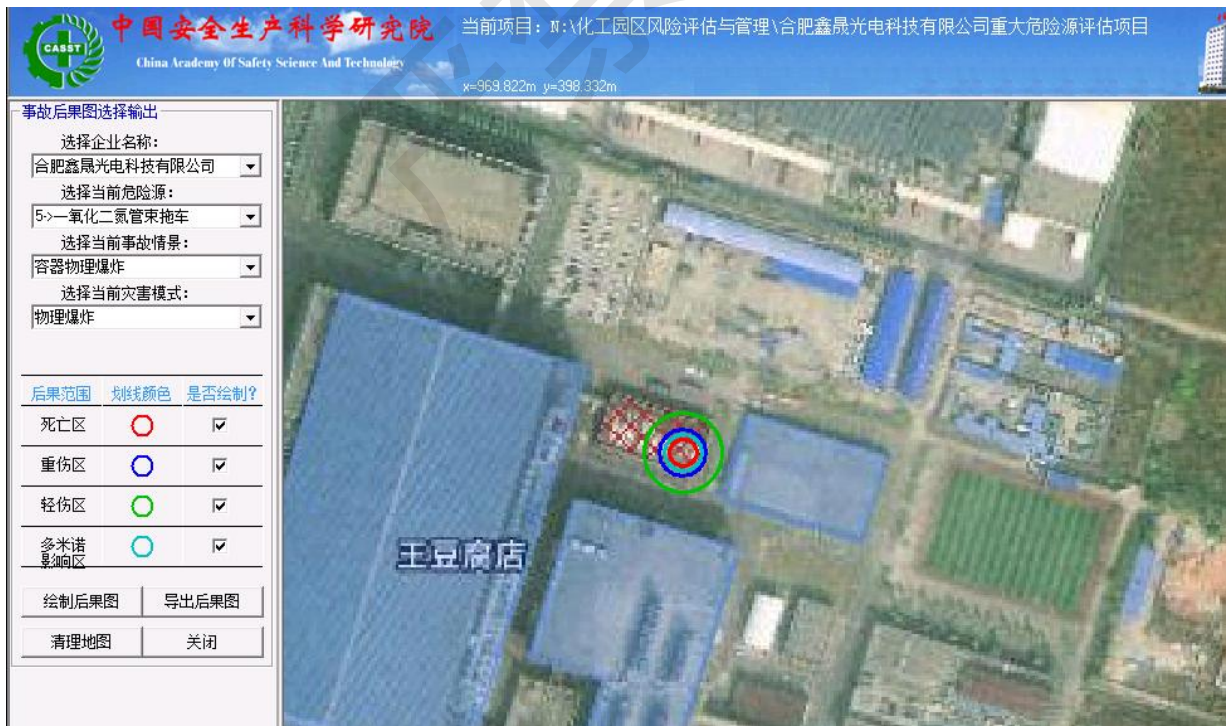 中国安全生产科学研究院
当前项目：N:\化工园区风险评估与管理\合肥鑫晟光电科技有限公司重大危险源评估项目
CASST
China Academy Of Safety Science And Technology
x=969.822m y=398.332m
事故后果图选择输出
选择企业名称：
合肥鑫晟光电科技有限公司
选择当前危险源：
5->一氧化二氮管束拖车
选择当前事故情景：
容器物理爆炸
选择当前灾害模式：
物理爆炸
后果范围 划线颜色 是否绘制?
死亡区
重伤区
轻伤区
多米诺
影响区
绘制后果图 导出后果图
清理地图 关闭
王豆腐店